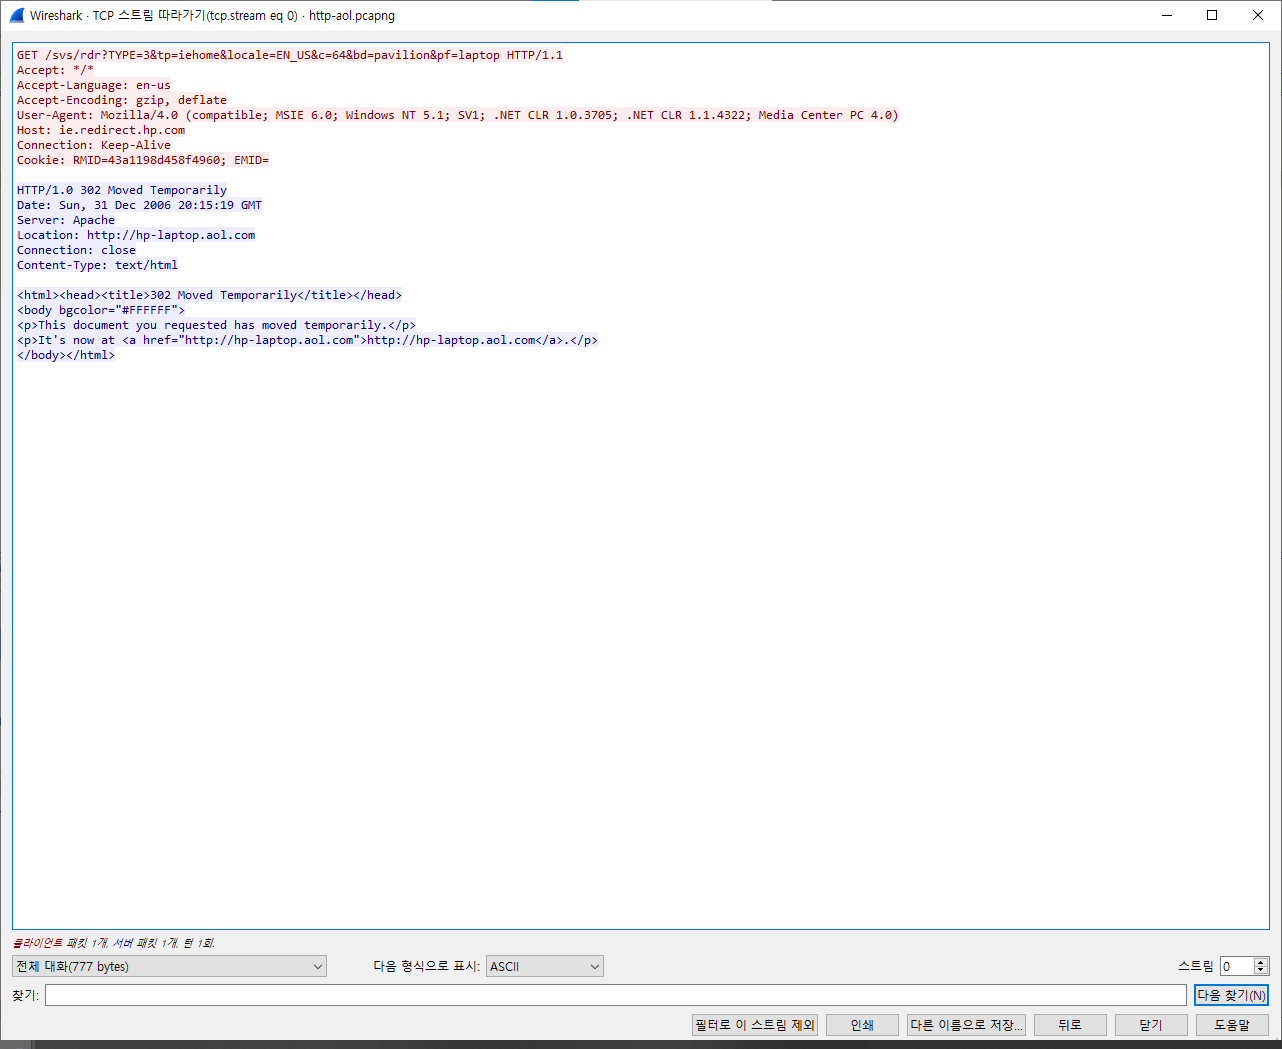 Wireshark · TCP 스트림 따라가기(tcp.stream eq 0) · http-aol.pcapng
GET /svs/rdr?TYPE=3&tp=iehome&locale=EN_US&c=64&bd=pavilion&pf=laptop HTTP/1.1
Accept: */*
Accept-Language: en-us
Accept-Encoding: gzip, deflate
User-Agent: Mozilla/4.0 (compatible; MSIE 6.0; Windows NT 5.1; SV1; .NET CLR 1.0.3705; .NET CLR 1.1.4322; Media Center PC 4.0)
Host: ie.redirect.hp.com
Connection: Keep-Alive
Cookie: RMID=43a1198d458f4960; EMID=
HTTP/1.0 302 Moved Temporarily
Date: Sun, 31 Dec 2006 20:15:19 GMT
Server: Apache
Location: http://hp-laptop.aol.com
Connection: close
Content-Type: text/html
<html><head><title>302 Moved Temporarily</title></head>
<body bgcolor="#FFFFFF">
<p>This document you requested has moved temporarily.</p>
<p>It's now at <a href="http://hp-laptop.aol.com">http://hp-laptop.aol.com</a>.</p>
</body></html>
클라이언트 패킷 1개, 서버 패킷 1개, 턴 1회.
전체 대화(777 bytes) 다음 형식으로 표시: ASCII 스트림 0
찾기: 다음 찾기(N)
필터로 이 스트림 제외 인쇄 다른 이름으로 저장... 뒤로 닫기 도움말